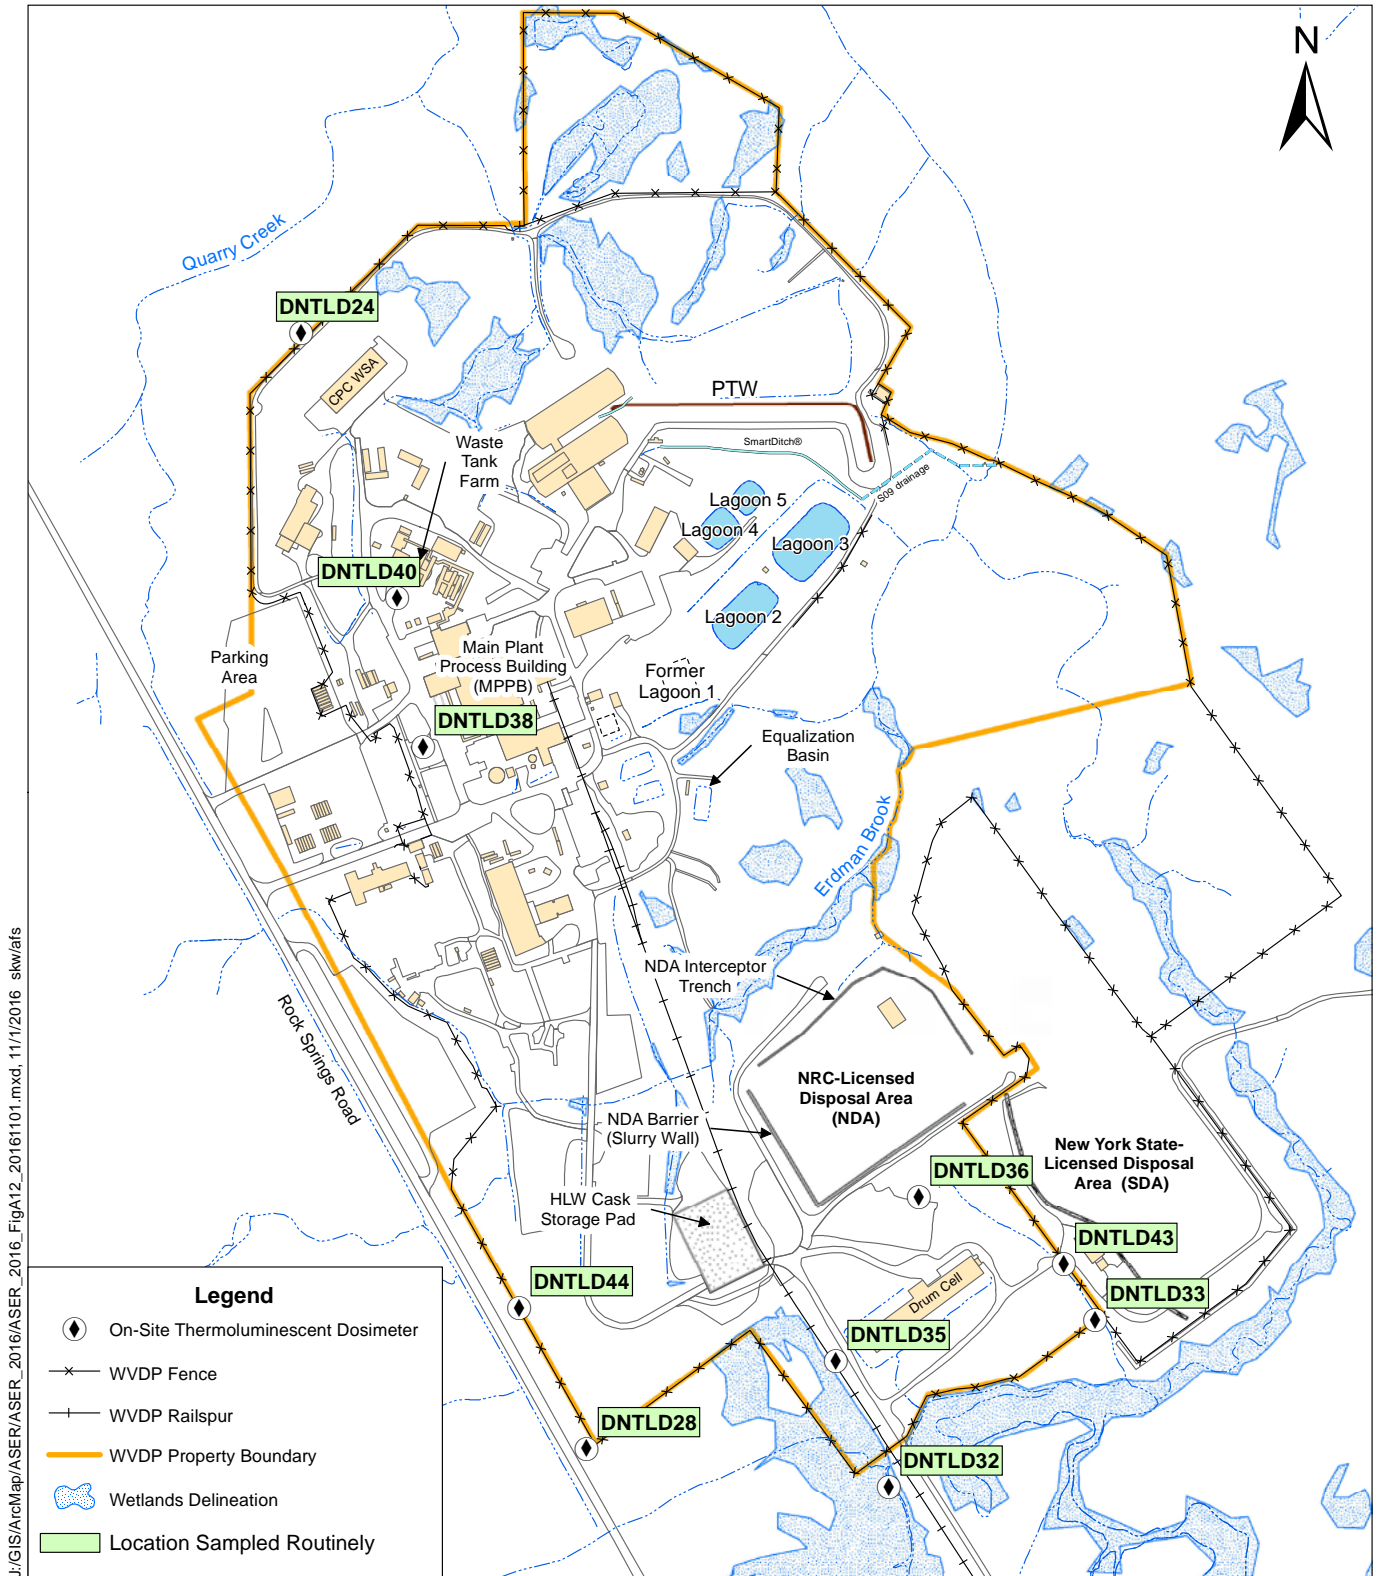 N
Quarry Creek
DNTLD24
CPC WSA
PTW
Waste
Tank
Farm
SmartDitch®
S09 drainage
Lagoon 5
Lagoon 4
Lagoon 3
DNTLD40
Lagoon 2
Main Plant
Process Building
(MPPB)
Parking
Area
Former
Lagoon 1
DNTLD38
Equalization
Basin
Erdman Brook
NDA Interceptor
Trench
Rock Springs Road
NRC-Licensed
Disposal Area
(NDA)
NDA Barrier
(Slurry Wall)
New York State-
Licensed Disposal
Area (SDA)
DNTLD36
HLW Cask
Storage Pad
DNTLD43
DNTLD44
Drum Cell
DNTLD33
DNTLD35
DNTLD28
DNTLD32
Legend
On-Site Thermoluminescent Dosimeter
WVDP Fence
WVDP Railspur
WVDP Property Boundary
Wetlands Delineation
Location Sampled Routinely
J:/GIS/ArcMap/ASER/ASER_2016/ASER_2016_FigA12_20161101.mxd, 11/1/2016 skw/afs